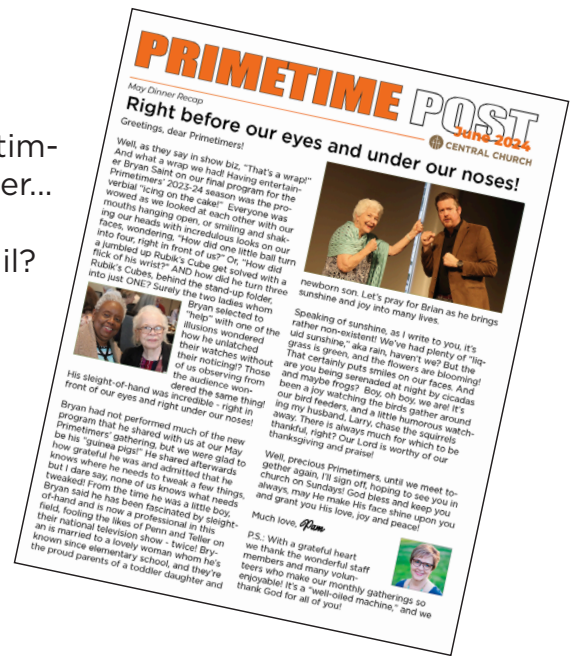 tim-
er...
il?
PRIMETIME POST
June 2024
CENTRAL CHURCH
May Dinner Recap
Right before our eyes and under our noses!
Greetings, dear Primetimers!
Well, as they say in show biz, "That's a wrap!"
And what a wrap we had! Having entertain-
er Bryan Saint on our final program for the
Primetimers' 2023-24 season was the pro-
verbial "icing on the cake!" Everyone was
wowed as we looked at each other with our
mouths hanging open, or smiling and shak-
ing our heads with incredulous looks on our
faces, wondering, "How did one little ball turn
into four, right in front of us?" Or, "How did
a jumbled up Rubik's Cube get solved with a
flick of his wrist?" AND how did he turn three
Rubik's Cubes, behind the stand-up folder,
into just ONE? Surely the two ladies whom
Bryan selected to
"help" with one of the
illusions wondered
how he unlatched
their watches without
their noticing!? Those
of us observing from
the audience won-
dered the same thing!
His sleight-of-hand was incredible - right in
front of our eyes and right under our noses!
Bryan had not performed much of the new
program that he shared with us at our May
Primetimers' gathering, but we were glad to
be his "guinea pigs!" He shared afterwards
how grateful he was and admitted that he
knows where he needs to tweak a few things,
but I dare say, none of us knows what needs
tweaked! From the time he was a little boy,
Bryan said he has been fascinated by sleight-
of-hand and is now a professional in this
field, fooling the likes of Penn and Teller on
their national television show - twice! Bry-
an is married to a lovely woman whom he's
known since elementary school, and they're
the proud parents of a toddler daughter and
newborn son. Let's pray for Brian as he brings
sunshine and joy into many lives.
Speaking of sunshine, as I write to you, it's
rather non-existent! We've had plenty of "liq-
uid sunshine," aka rain, haven't we? But the
grass is green, and the flowers are blooming!
That certainly puts smiles on our faces. And
are you being serenaded at night by cicadas
and maybe frogs? Boy, oh boy, we are! It's
been a joy watching the birds gather around
our bird feeders, and a little humorous watch-
ing my husband, Larry, chase the squirrels
away. There is always much for which to be
thankful, right? Our Lord is worthy of our
thanksgiving and praise!
Well, precious Primetimers, until we meet to-
gether again, I'll sign off, hoping to see you in
church on Sundays! God bless and keep you
always, may He make His face shine upon you
and grant you His love, joy and peace!
Much love, Pam
P.S.: With a grateful heart
we thank the wonderful staff
members and many volun-
teers who make our monthly gatherings so
enjoyable! It's a "well-oiled machine," and we
thank God for all of you!